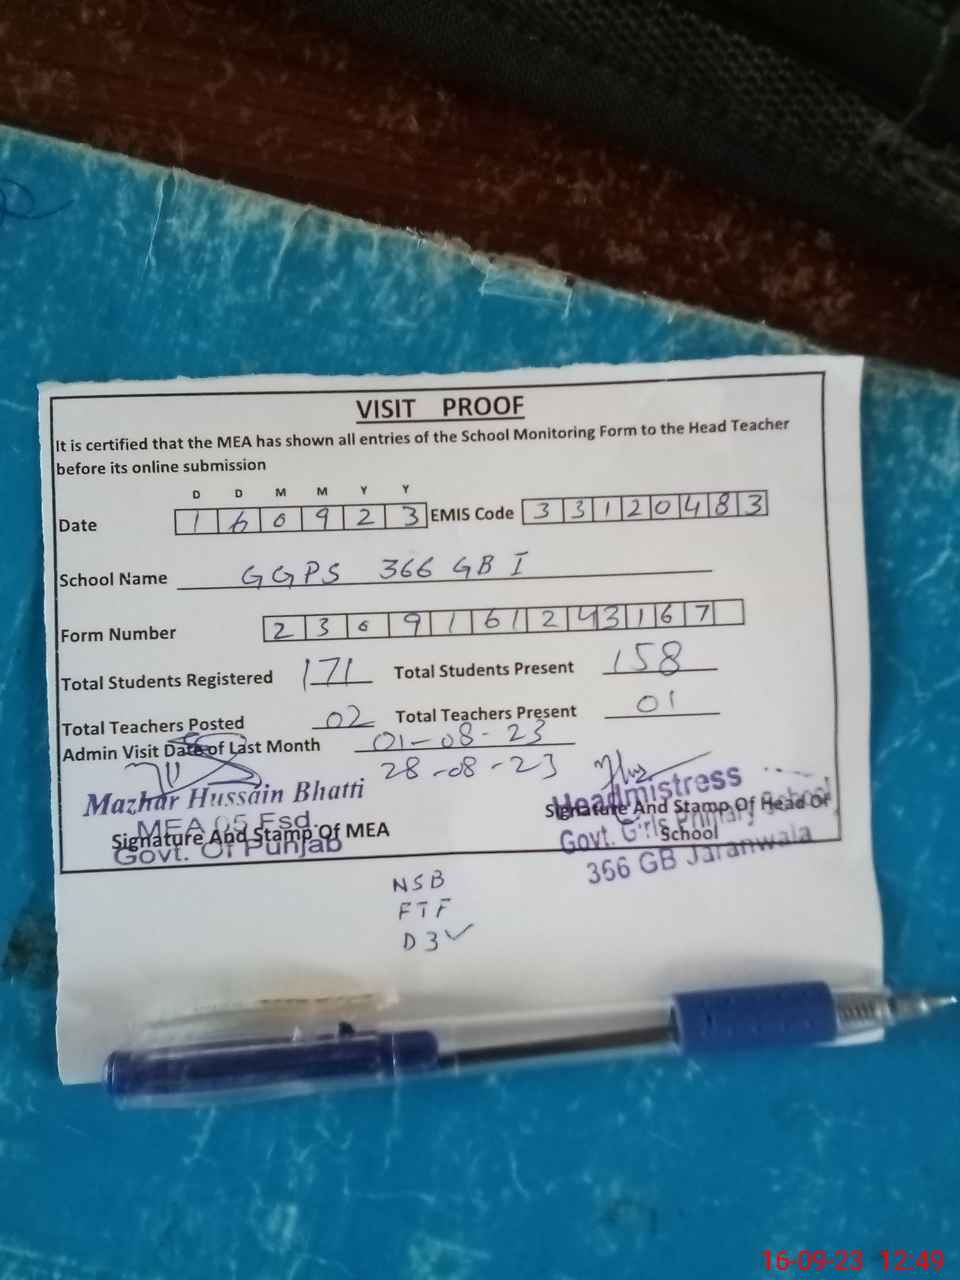 VISIT PROOF
It is certified that the MEA has shown all entries of the School Monitoring Form to the Head Teacher
before its online submission
D D M M Y Y
Date 1 6 0 9 2 3 EMIS Code 3 3 1 2 0 4 8 3
School Name GGPS 366 GB I
Form Number 2 3 0 9 1 6 1 2 4 3 1 6 7
Total Students Registered 171 Total Students Present 158
Total Teachers Posted 02 Total Teachers Present 01
Admin Visit Date of Last Month 01-08-23
28-08-23
Mazhar Hussain Bhatti
MEA 05 Fsd.
Signature And Stamp Of MEA
Govt. Of Punjab
Headmistress
Signature And Stamp Of Head Of
School
Govt. Girls Primary School
366 GB Jaranwala
NSB
FTF
D3✓
16-09-23 12:49